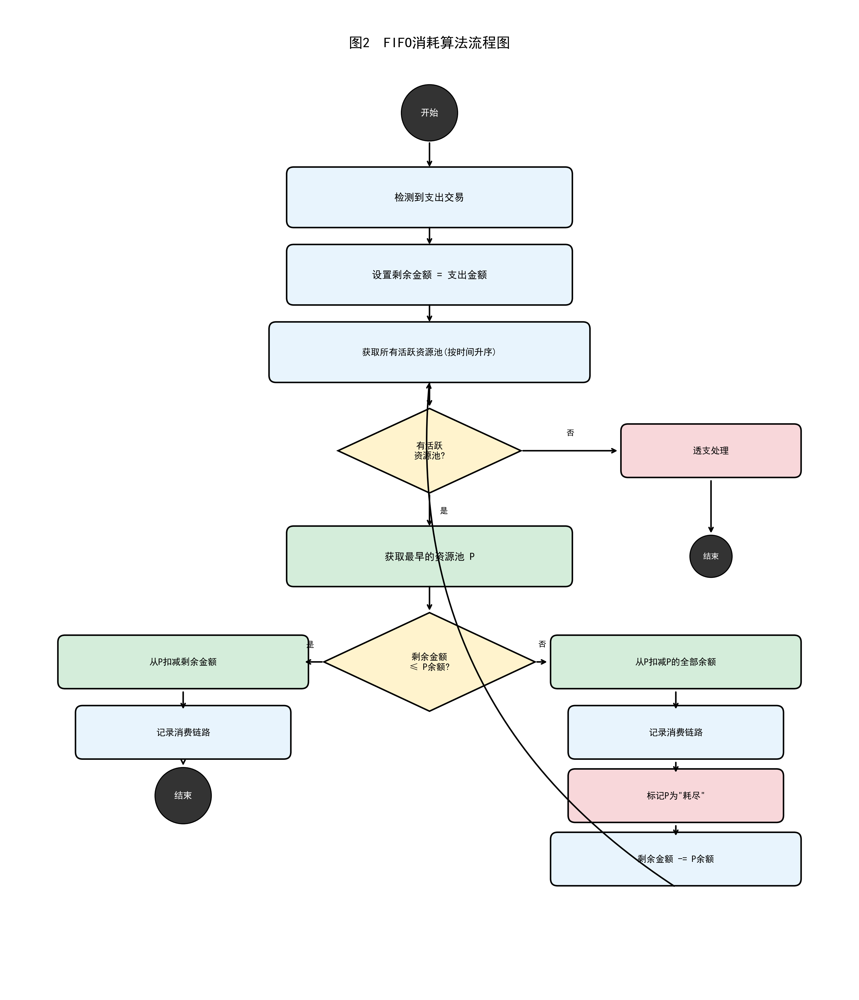 图2  FIFO消耗算法流程图
开始
检测到支出交易
设置剩余金额 = 支出金额
获取所有活跃资源池(按时间升序)
有活跃
资源池?
否
透支处理
是
获取最早的资源池 P
结束
是
否
从P扣减剩余金额
剩余金额
≤ P余额?
从P扣减P的全部余额
记录消费链路
记录消费链路
结束
标记P为"耗尽"
剩余金额 -= P余额